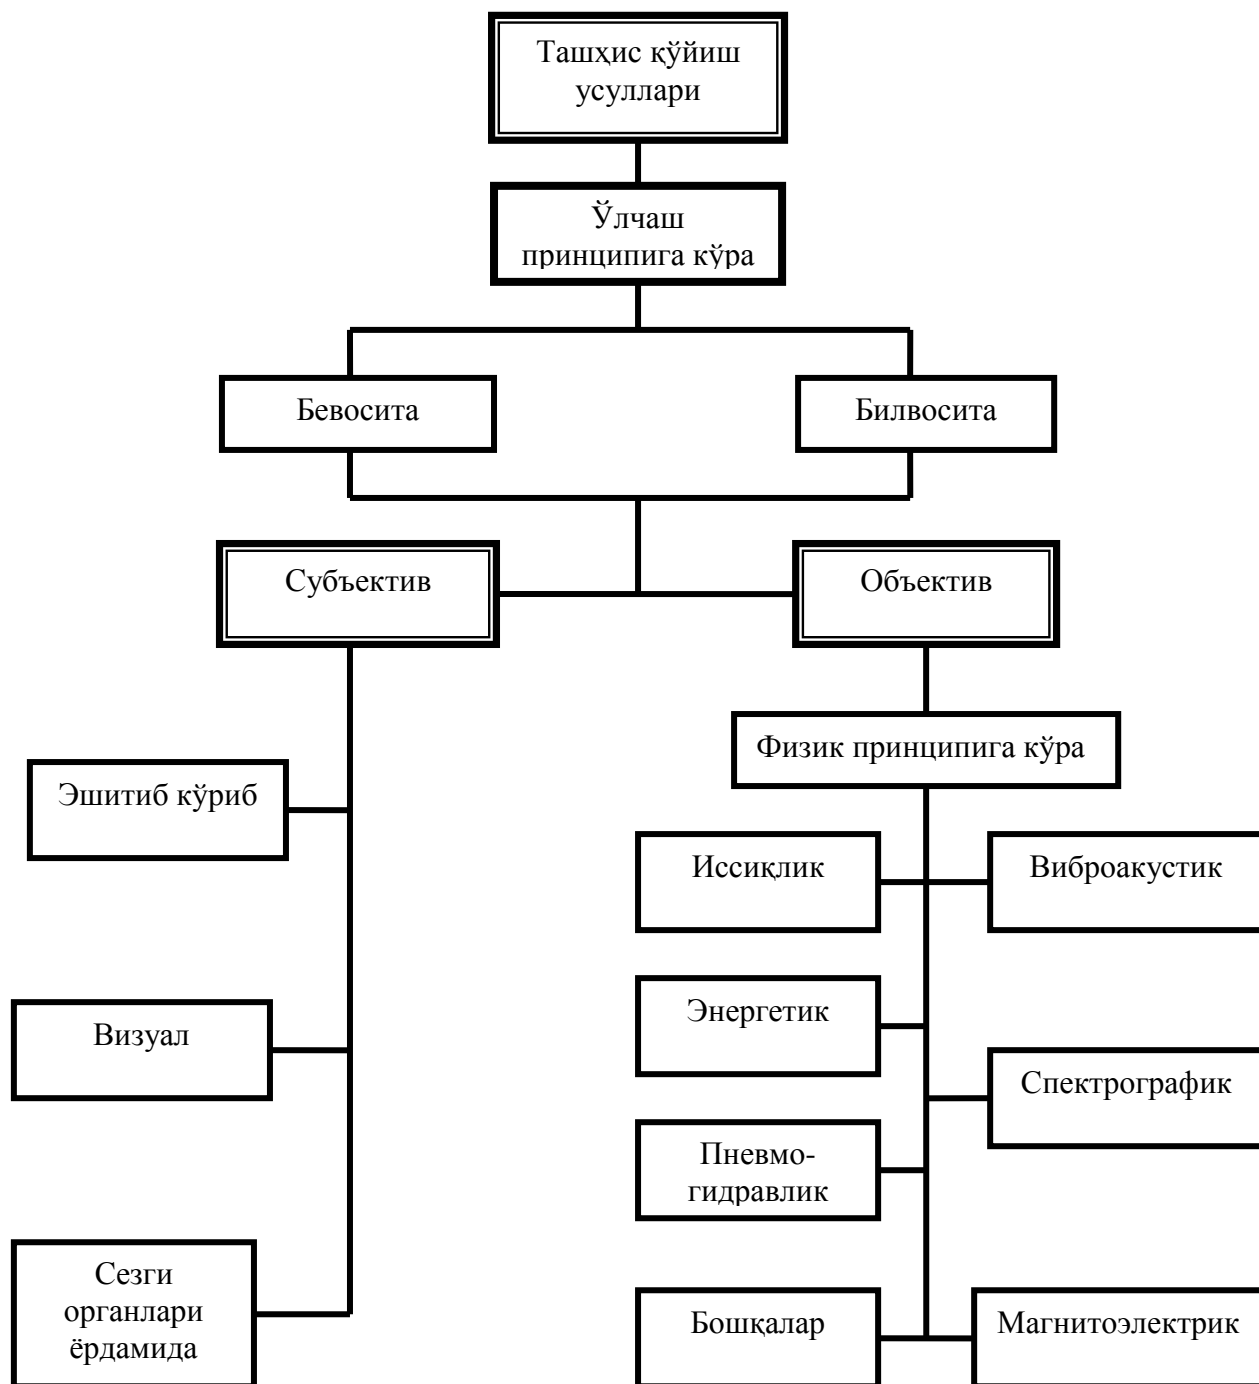 Ташҳис қўйиш
усуллари
Ўлчаш
принципига кўра
Бевосита
Билвосита
Субъектив
Объектив
Физик принципига кўра
Эшитиб кўриб
Иссиқлик
Виброакустик
Энергетик
Визуал
Спектрографик
Пневмо-
гидравлик
Сезги
органлари
ёрдамида
Бошқалар
Магнитоэлектрик